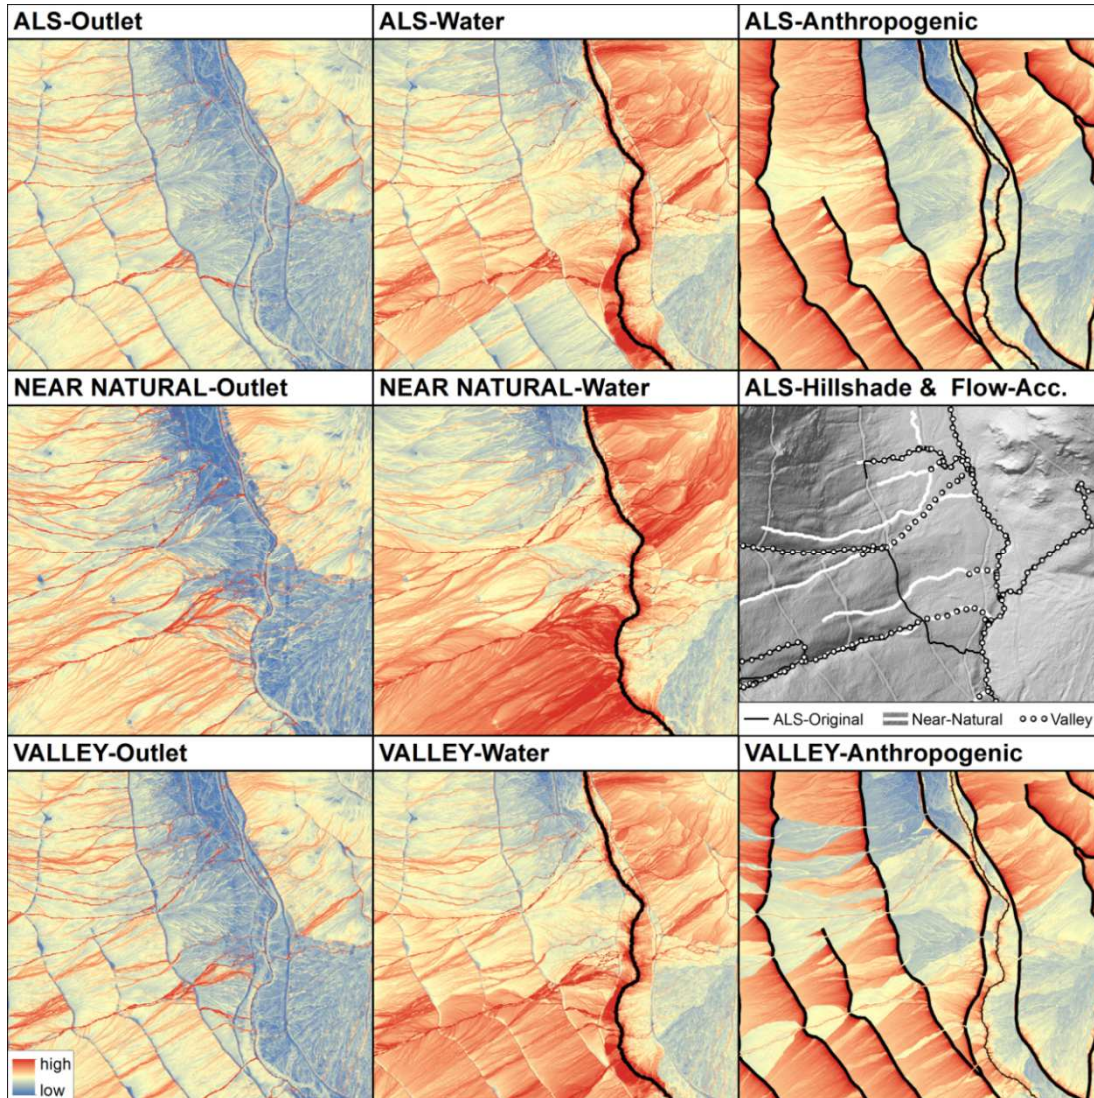 ALS-Outlet
ALS-Water
ALS-Anthropogenic
NEAR NATURAL-Outlet
NEAR NATURAL-Water
ALS-Hillshade & Flow-Acc.
ALS-Original
Near-Natural
Valley
VALLEY-Outlet
VALLEY-Water
VALLEY-Anthropogenic
high
low